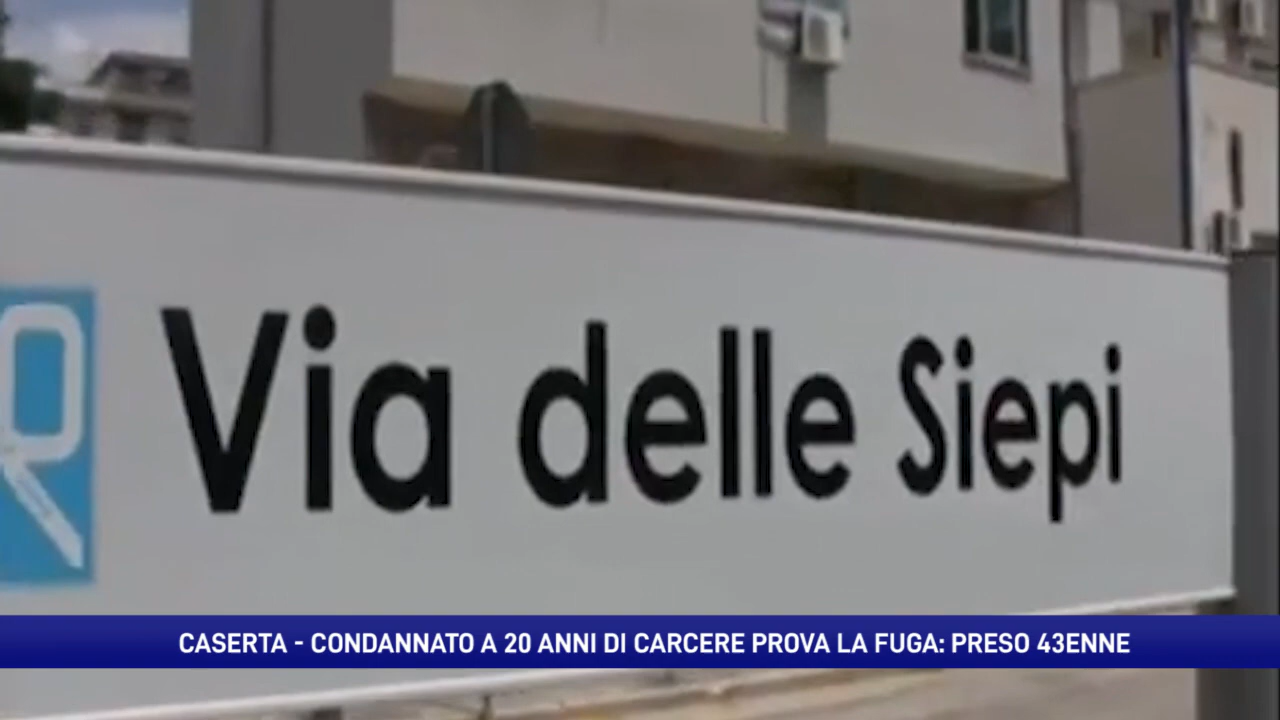 Via delle Siepi
CASERTA - CONDANNATO A 20 ANNI DI CARCERE PROVA LA FUGA: PRESO 43ENNE